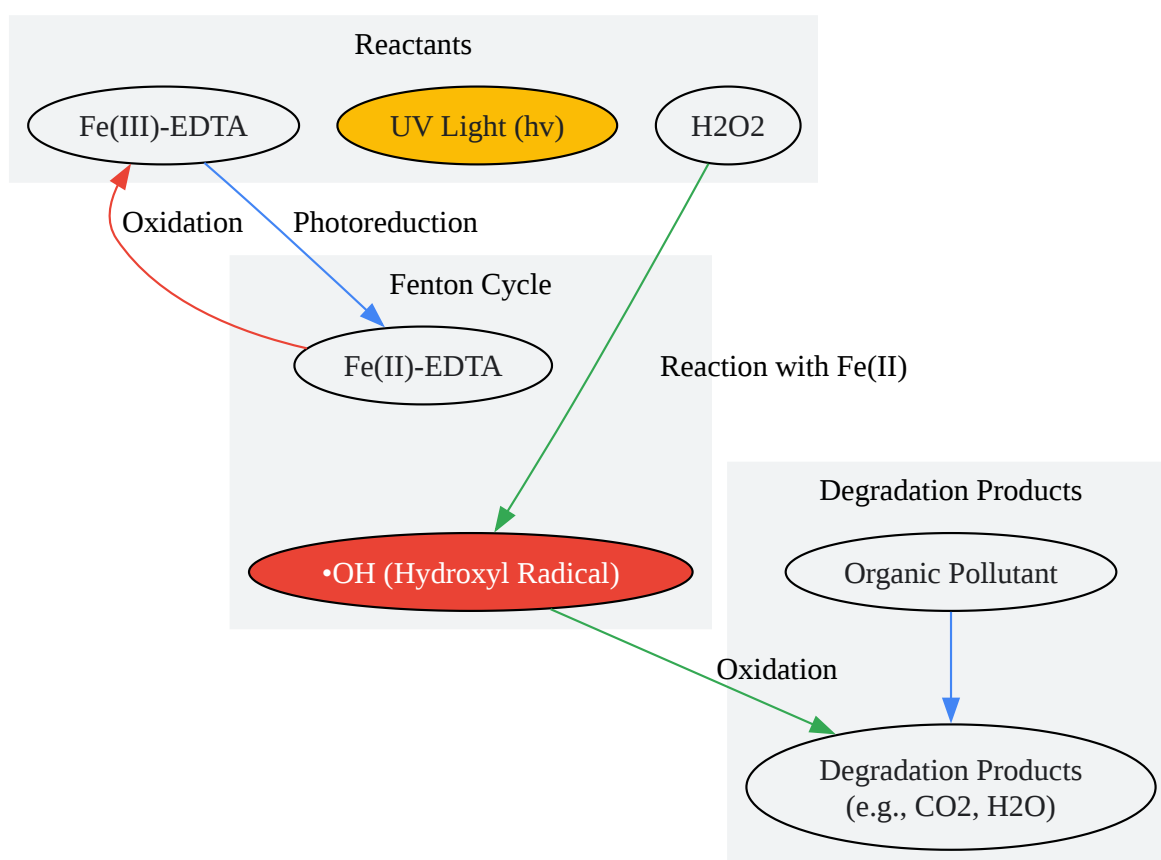 Reactants
Fe(III)-EDTA
UV Light (hv)
H2O2
Oxidation
Photoreduction
Fenton Cycle
Fe(II)-EDTA
Reaction with Fe(II)
Degradation Products
•OH (Hydroxyl Radical)
Organic Pollutant
Oxidation
Degradation Products
(e.g., CO2, H2O)